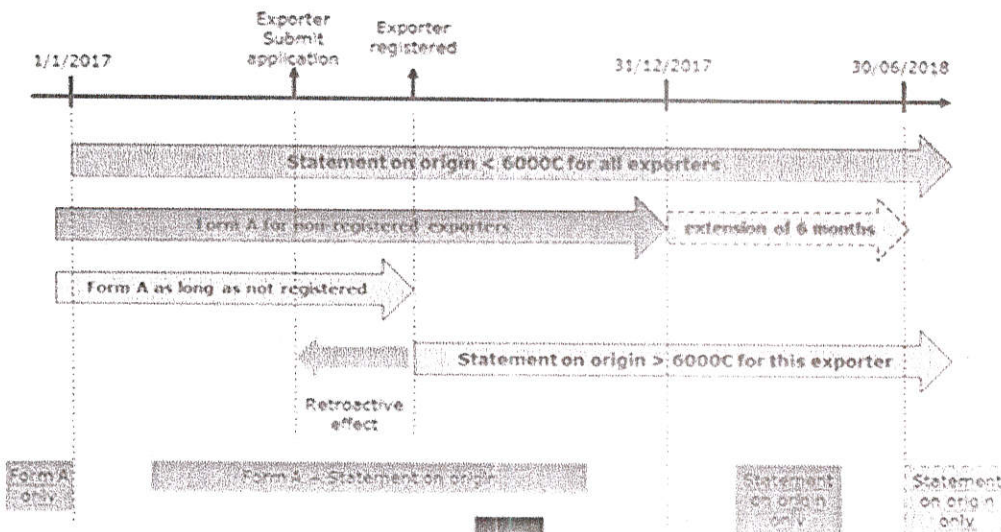 Exporter
Submit
application
Exporter
registered
1/1/2017
31/12/2017
30/06/2018
Statement on origin < 6000C for all exporters
Form A for non-registered exporters
extension of 6 months
Form A as long as not registered
Statement on origin > 6000C for this exporter
Retroactive
effect
Form A
only
Form A – Statement on origin
Statement
on origin
only
Statement
on origin
only